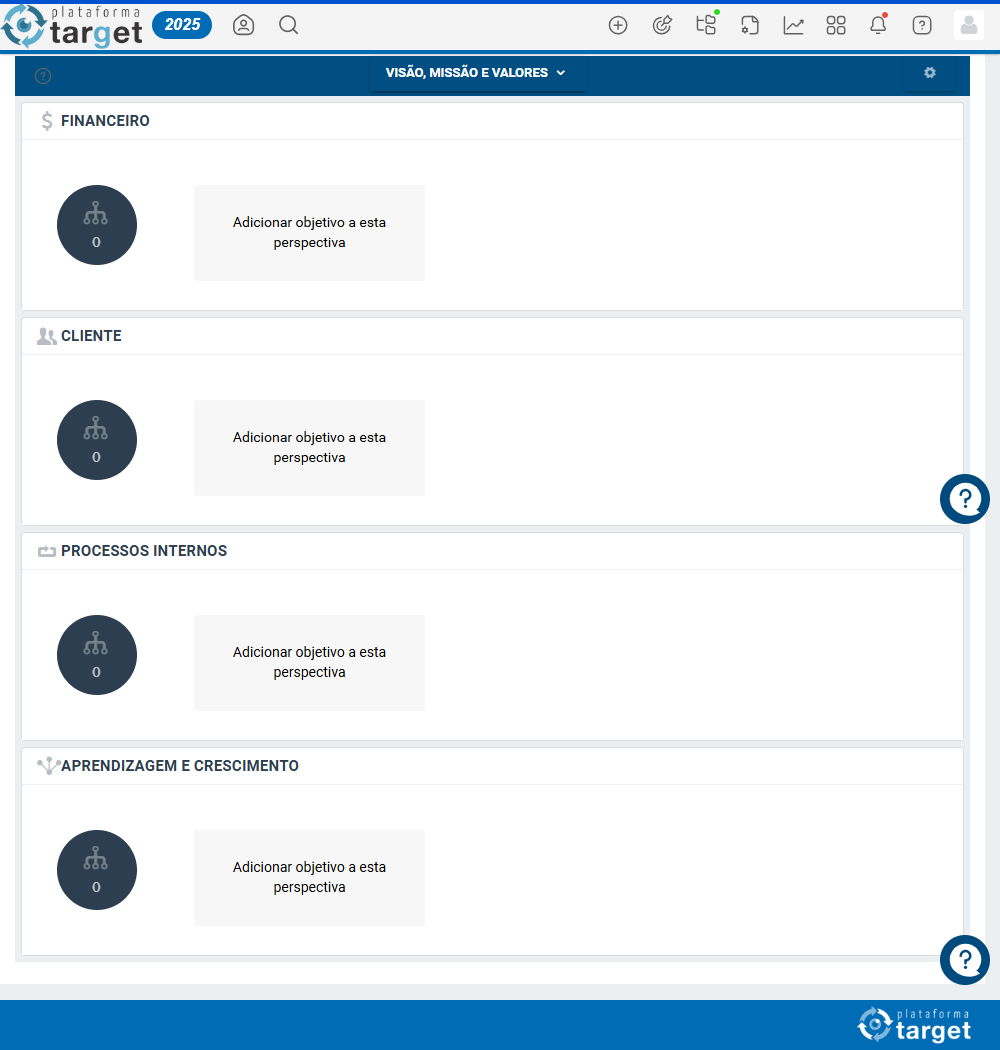 plataforma
target
2025
VISÃO, MISSÃO E VALORES
FINANCEIRO
0
Adicionar objetivo a esta
perspectiva
CLIENTE
0
Adicionar objetivo a esta
perspectiva
PROCESSOS INTERNOS
0
Adicionar objetivo a esta
perspectiva
APRENDIZAGEM E CRESCIMENTO
0
Adicionar objetivo a esta
perspectiva
plataforma
target